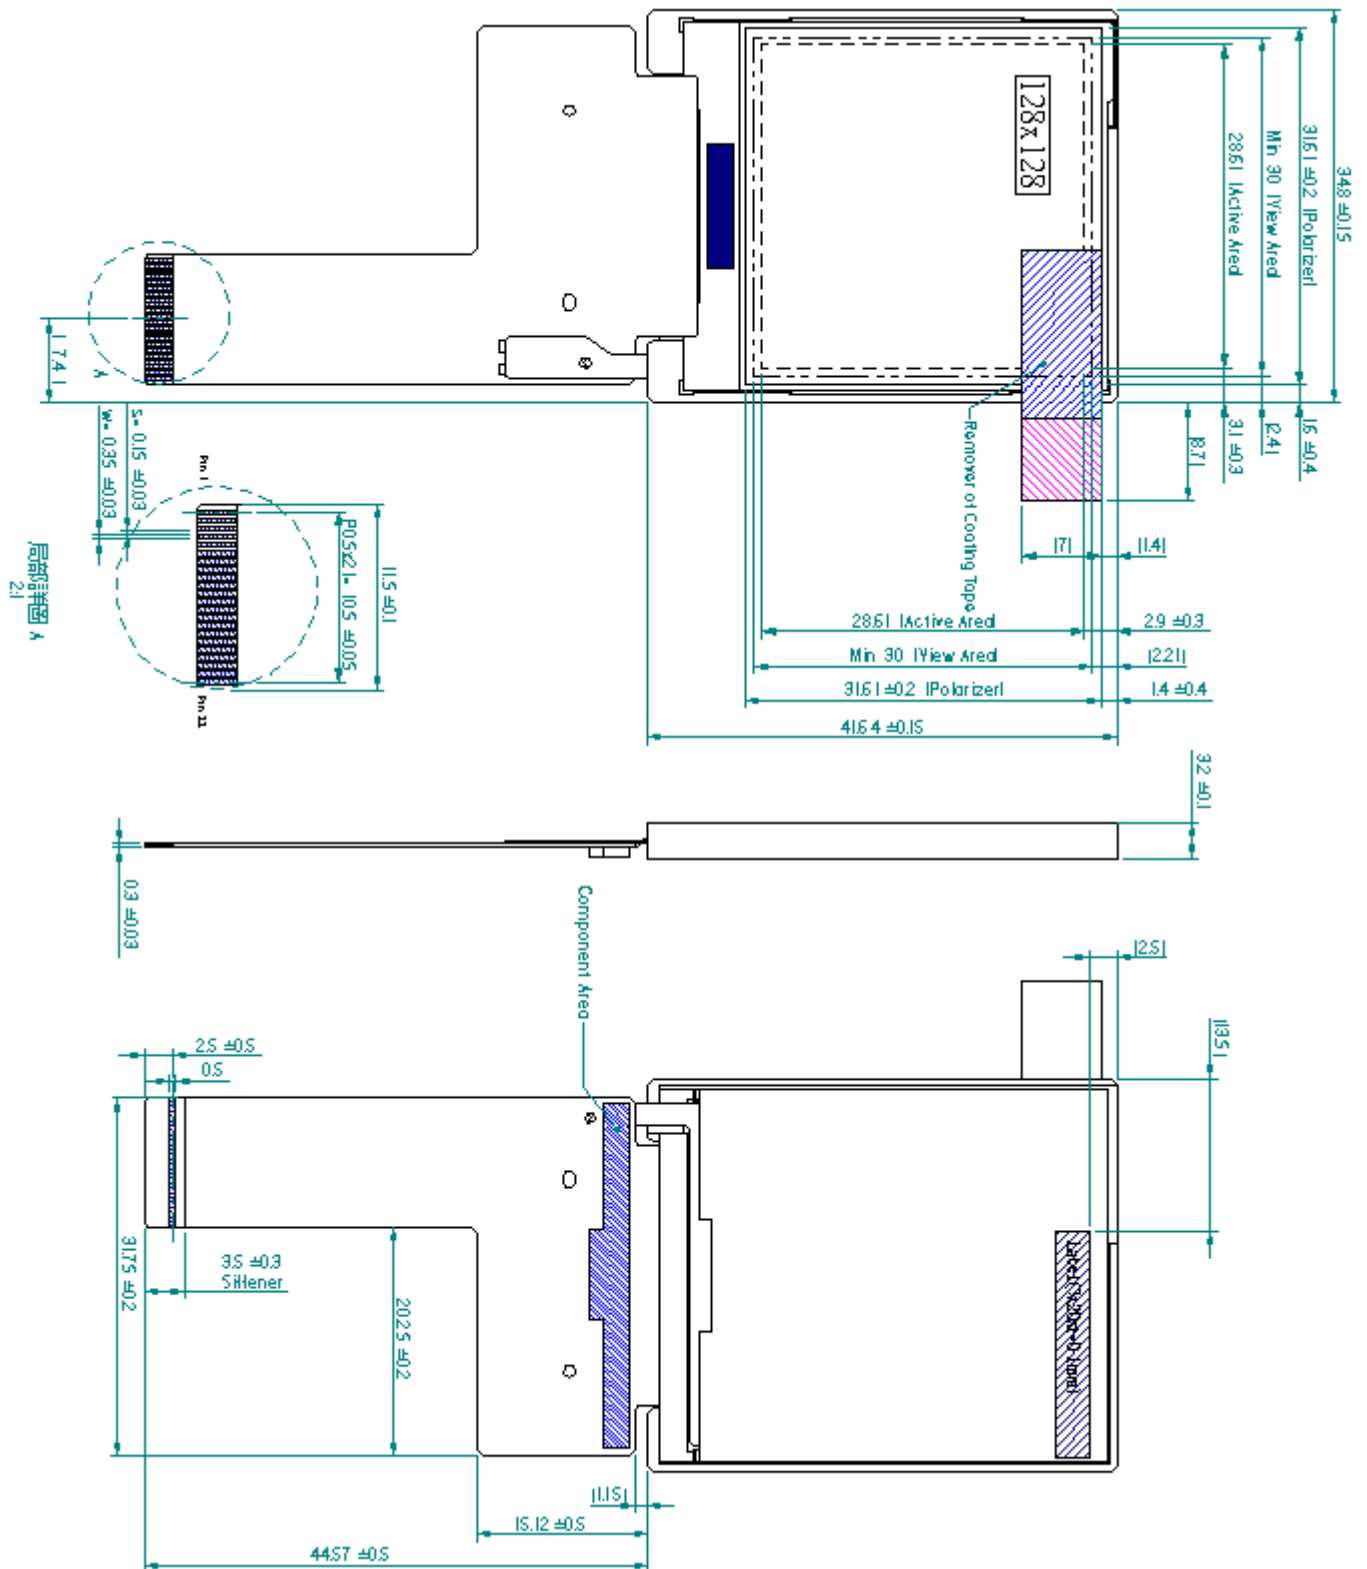 34.8 ±0.15
31.61 ±0.2 (Polarizer)
Min 30 (View Area)
28.61 (Active Area)
128x128
1.6 ±0.4
(2.4)
3.1 ±0.3
(8.7)
(7)
(1.4)
Remover of Coating Tape
28.61 (Active Area)
2.9 ±0.3
Min 30 (View Area)
(2.21)
31.61 ±0.2 (Polarizer)
1.4 ±0.4
41.64 ±0.15
(7.4)
A
S= 0.15 ±0.03
W= 0.35 ±0.03
Pin 1
P0.5x21= 10.5 ±0.05
11.5 ±0.1
Pin 22
局部詳圖 A
2:1
3.2 ±0.1
0.3 ±0.03
Component Area
(2.5)
(13.5)
2.5 ±0.5
0.5
31.75 ±0.2
3.5 ±0.3
Siffener
20.25 ±0.2
(1.15)
15.12 ±0.5
44.57 ±0.5